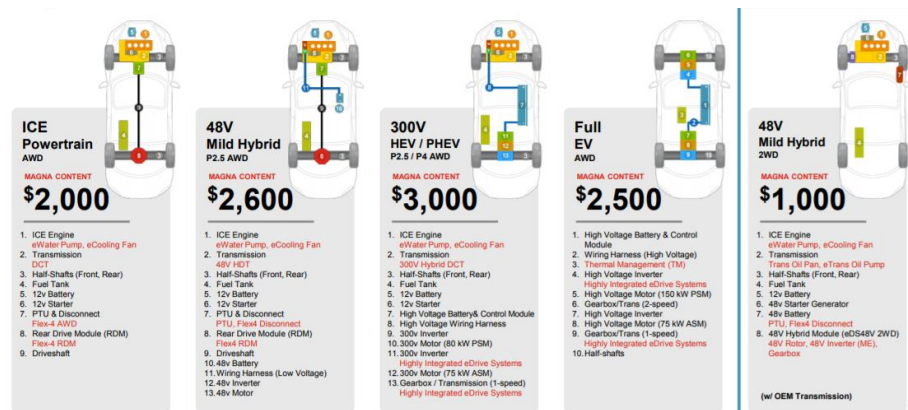 ICE
Powertrain
AWD
MAGNA CONTENT
$2,000
1. ICE Engine
eWater Pump, eCooling Fan
2. Transmission
DCT
3. Half-Shafts (Front, Rear)
4. Fuel Tank
5. 12v Battery
6. 12v Starter
7. PTU & Disconnect
Flex-4 AWD
8. Rear Drive Module (RDM)
Flex-4 RDM
9. Driveshaft
48V
Mild Hybrid
P2.5 AWD
MAGNA CONTENT
$2,600
1. ICE Engine
eWater Pump, eCooling Fan
2. Transmission
48V HDT
3. Half-Shafts (Front, Rear)
4. Fuel Tank
5. 12v Battery
6. 12v Starter
7. PTU & Disconnect
PTU, Flex4 Disconnect
8. Rear Drive Module (RDM)
Flex4 RDM
9. Driveshaft
10. 48v Battery
11. Wiring Harness (Low Voltage)
12. 48v Inverter
13. 48v Motor
300V
HEV / PHEV
P2.5 / P4 AWD
MAGNA CONTENT
$3,000
1. ICE Engine
eWater Pump, eCooling Fan
2. Transmission
300V Hybrid DCT
3. Half-Shafts (Front, Rear)
4. Fuel Tank
5. 12v Battery
6. 12v Starter
7. High Voltage Battery& Control Module
8. High Voltage Wiring Harness
9. 300v Inverter
10. 300v Motor (80 kW PSM)
11. 300v Inverter
Highly Integrated eDrive Systems
12. 300v Motor (75 kW ASM)
13. Gearbox / Transmission (1-speed)
Highly Integrated eDrive Systems
Full
EV
AWD
MAGNA CONTENT
$2,500
1. High Voltage Battery & Control
Module
2. Wiring Harness (High Voltage)
3. Thermal Management (TM)
4. High Voltage Inverter
Highly Integrated eDrive Systems
5. High Voltage Motor (150 kW PSM)
6. Gearbox/Trans (2-speed)
7. High Voltage Inverter
8. High Voltage Motor (75 kW ASM)
9. Gearbox/Trans (1-speed)
Highly Integrated eDrive Systems
10. Half-shafts
48V
Mild Hybrid
2WD
MAGNA CONTENT
$1,000
1. ICE Engine
eWater Pump, eCooling Fan
2. Transmission
Trans Oil Pan, eTrans Oil Pump
3. Half-Shafts (Front)
4. Fuel Tank
5. 12v Battery
6. 48v Starter Generator
7. 48v Battery
PTU, Flex4 Disconnect
8. 48V Hybrid Module (eDS48V 2WD)
48V Rotor, 48V Inverter (ME),
Gearbox
(w/ OEM Transmission)